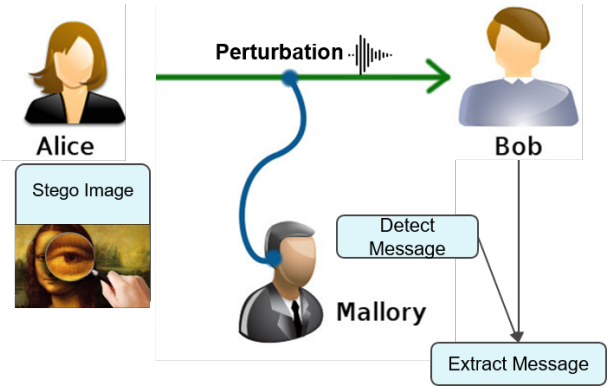 Perturbation
Alice
Bob
Stego Image
Detect
Message
Mallory
Extract Message